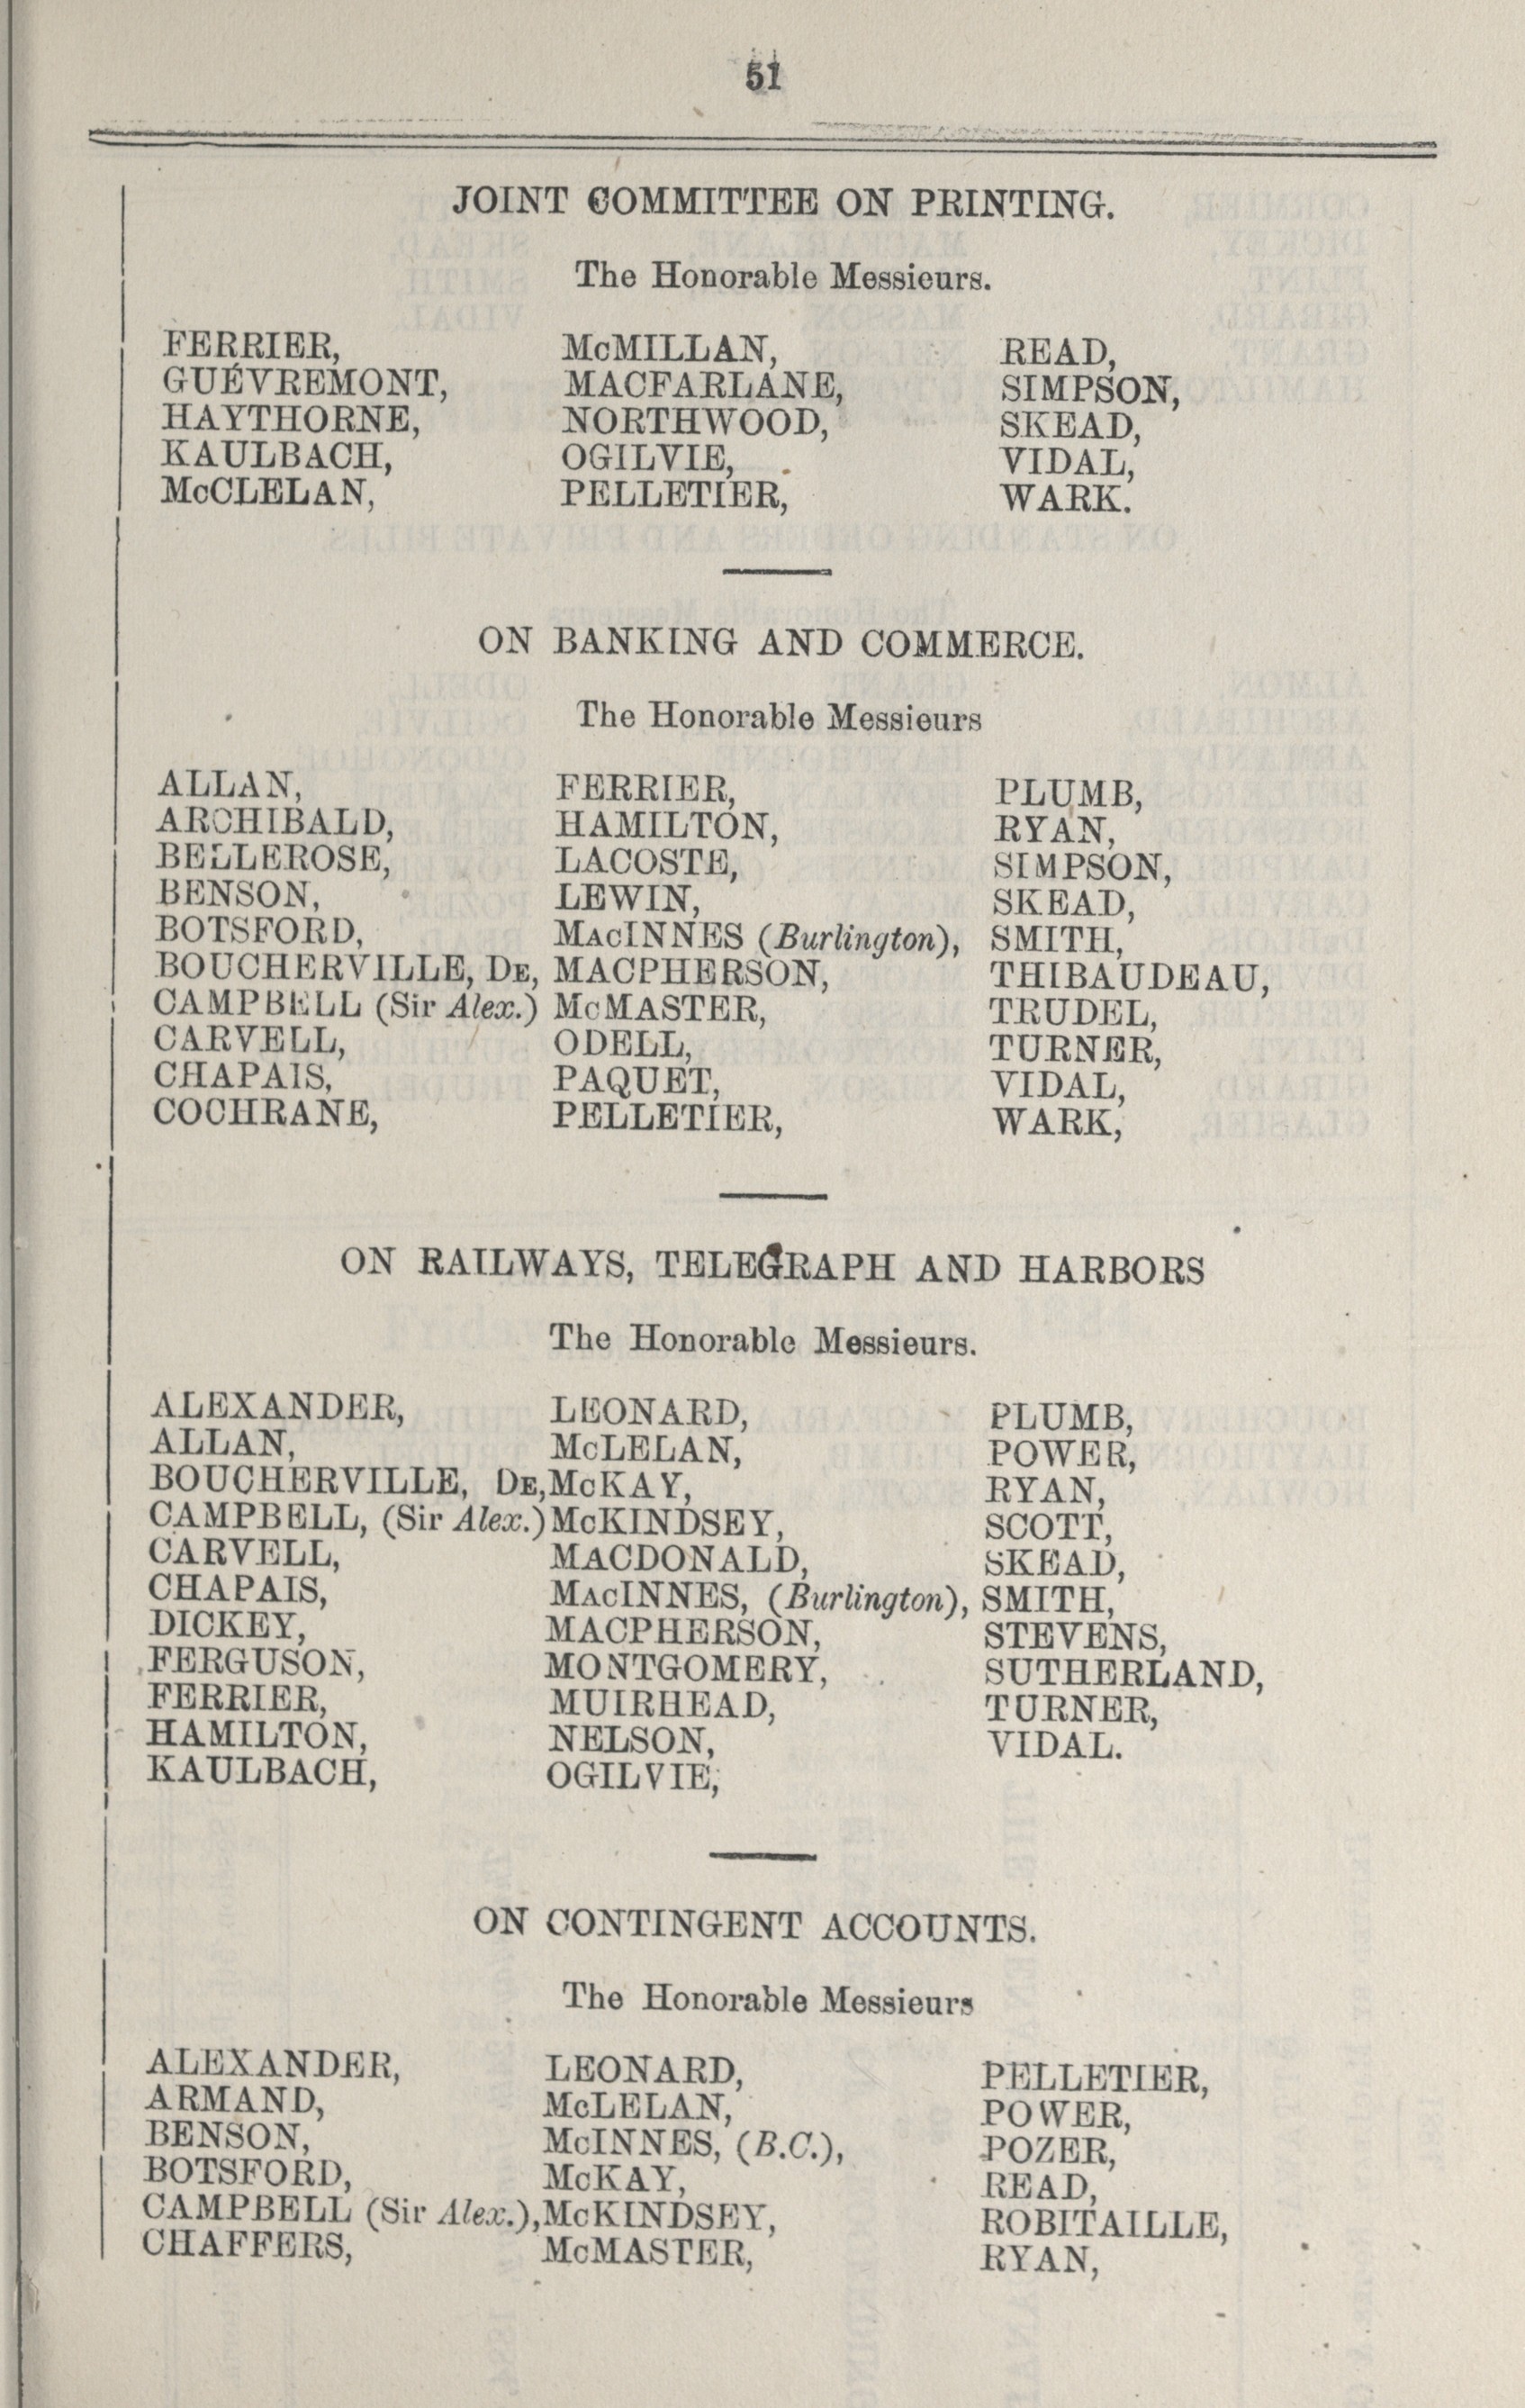 51
JOINT COMMITTEE ON PRINTING.
The Honorable Messieurs.
FERRIER, McMILLAN, READ,
GUÉVREMONT, MACFARLANE, SIMPSON,
HAYTHORNE, NORTHWOOD, SKEAD,
KAULBACH, OGILVIE, VIDAL,
McCLELAN, PELLETIER, WARK.
ON BANKING AND COMMERCE.
The Honorable Messieurs
ALLAN, FERRIER, PLUMB,
ARCHIBALD, HAMILTON, RYAN,
BELLEROSE, LACOSTE, SIMPSON,
BENSON, LEWIN, SKEAD,
BOTSFORD, MacINNES (Burlington), SMITH,
BOUCHERVILLE, DE, MACPHERSON, THIBAUDEAU,
CAMPBELL (Sir Alex.) McMASTER, TRUDEL,
CARVELL, ODELL, TURNER,
CHAPAIS, PAQUET, VIDAL,
COCHRANE, PELLETIER, WARK,
ON RAILWAYS, TELEGRAPH AND HARBORS
The Honorable Messieurs.
ALEXANDER, LEONARD, PLUMB,
ALLAN, McLELAN, POWER,
BOUCHERVILLE, DE, McKAY, RYAN,
CAMPBELL, (Sir Alex.) McKINDSEY, SCOTT,
CARVELL, MACDONALD, SKEAD,
CHAPAIS, MacINNES, (Burlington), SMITH,
DICKEY, MACPHERSON, STEVENS,
FERGUSON, MONTGOMERY, SUTHERLAND,
FERRIER, MUIRHEAD, TURNER,
HAMILTON, NELSON, VIDAL.
KAULBACH, OGILVIE,
ON CONTINGENT ACCOUNTS.
The Honorable Messieurs
ALEXANDER, LEONARD, PELLETIER,
ARMAND, McLELAN, POWER,
BENSON, McINNES, (B.C.), POZER,
BOTSFORD, McKAY, READ,
CAMPBELL (Sir Alex.), McKINDSEY, ROBITAILLE,
CHAFFERS, McMASTER, RYAN,